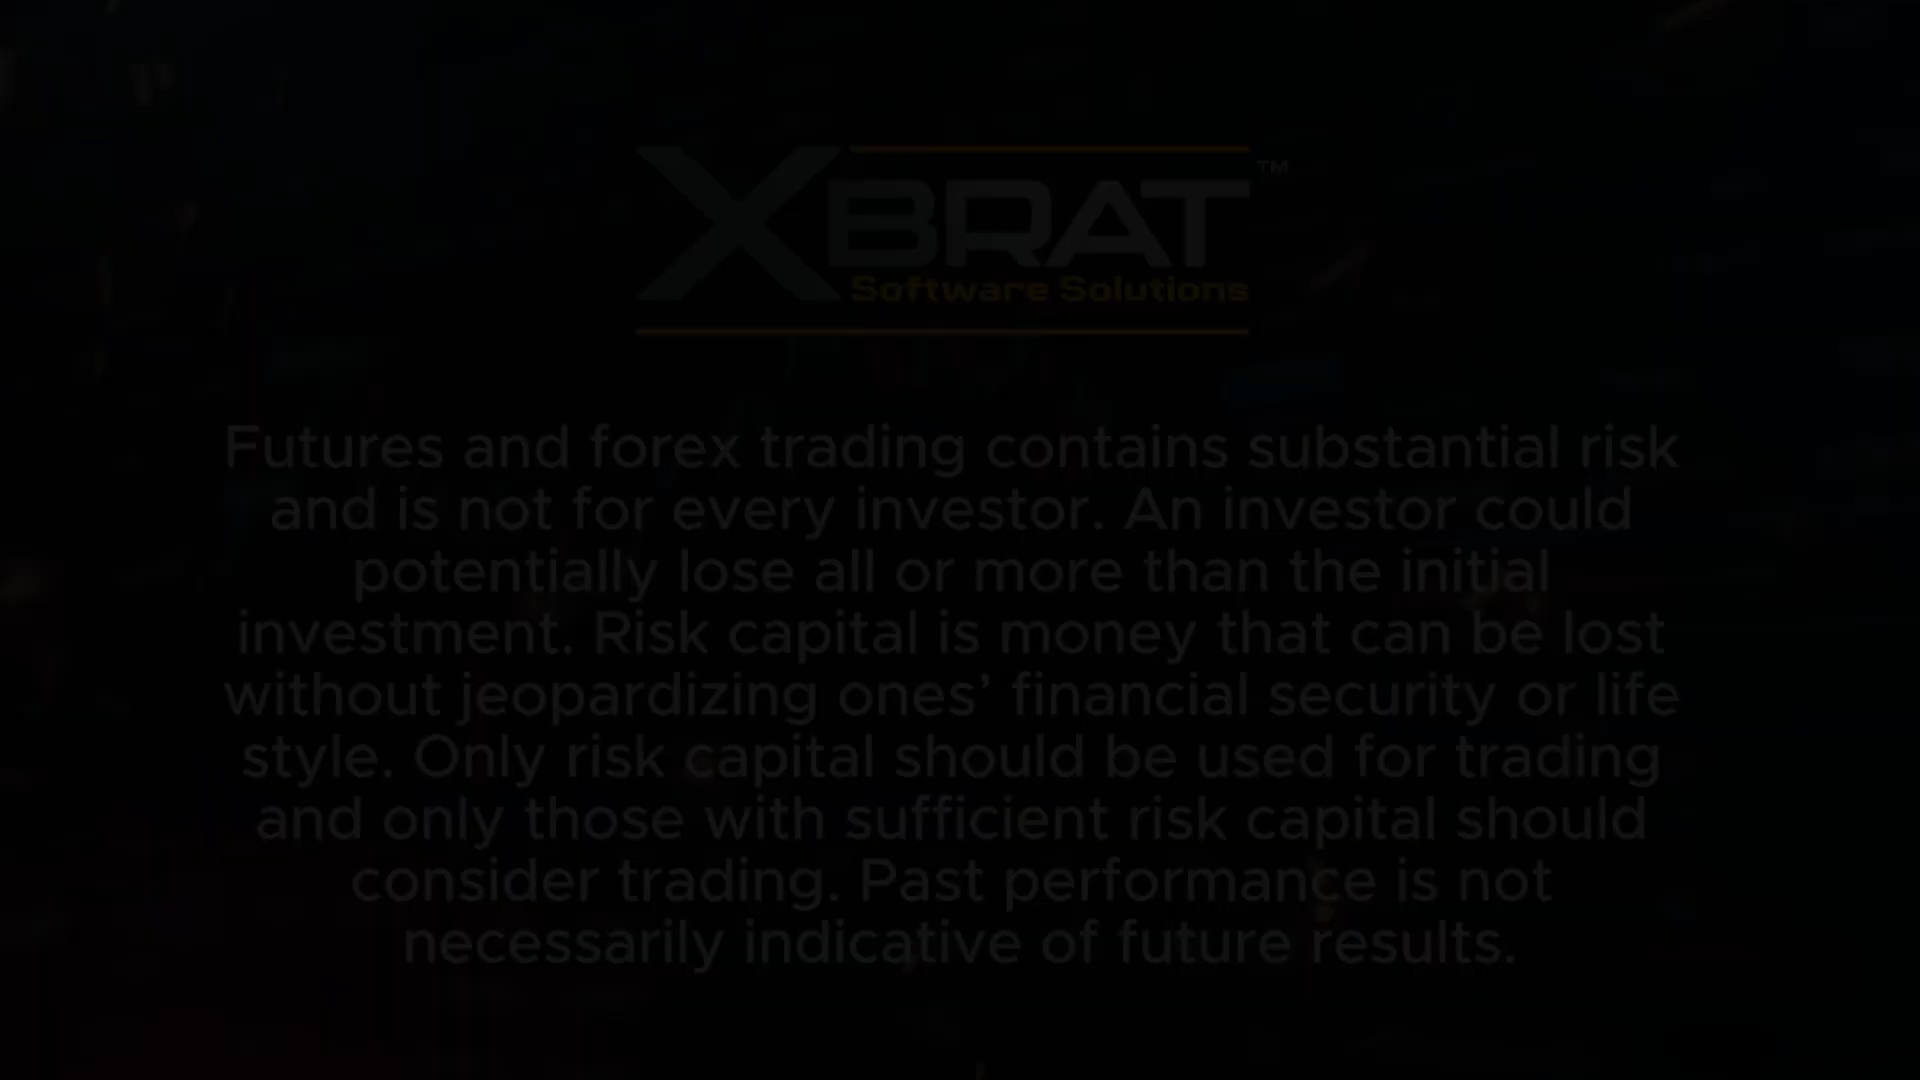 XBRAT™
Software Solutions
Futures and forex trading contains substantial risk
and is not for every investor. An investor could
potentially lose all or more than the initial
investment. Risk capital is money that can be lost
without jeopardizing ones’ financial security or life
style. Only risk capital should be used for trading
and only those with sufficient risk capital should
consider trading. Past performance is not
necessarily indicative of future results.